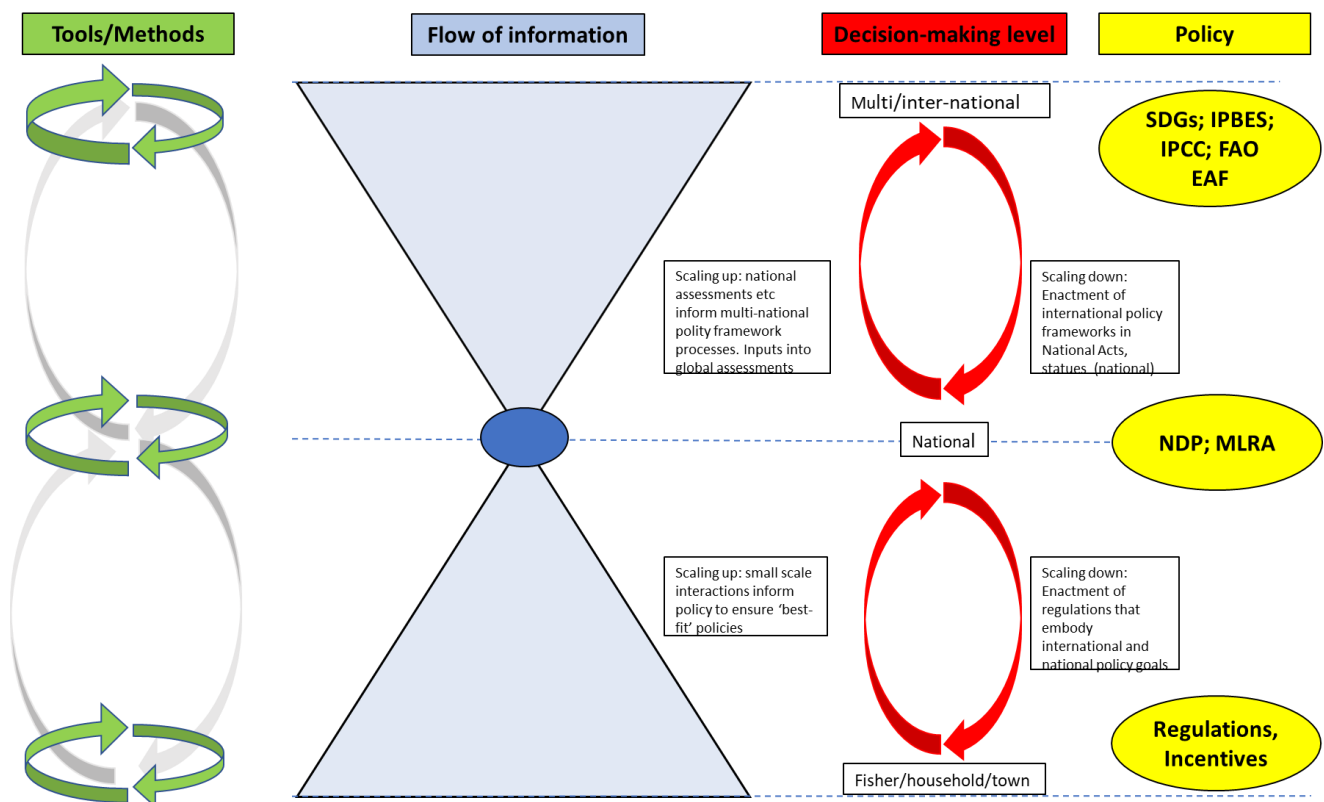 Tools/Methods
Flow of information
Decision-making level
Policy
Multi/inter-national
SDGs; IPBES;
IPCC; FAO
EAF
Scaling up: national
assessments etc
inform multi-national
polity framework
processes. Inputs into
global assessments
Scaling down:
Enactment of
international policy
frameworks in
National Acts,
statues (national)
National
NDP; MLRA
Scaling up: small scale
interactions inform
policy to ensure ‘best-
fit’ policies
Scaling down:
Enactment of
regulations that
embody
international and
national policy goals
Regulations,
Incentives
Fisher/household/town